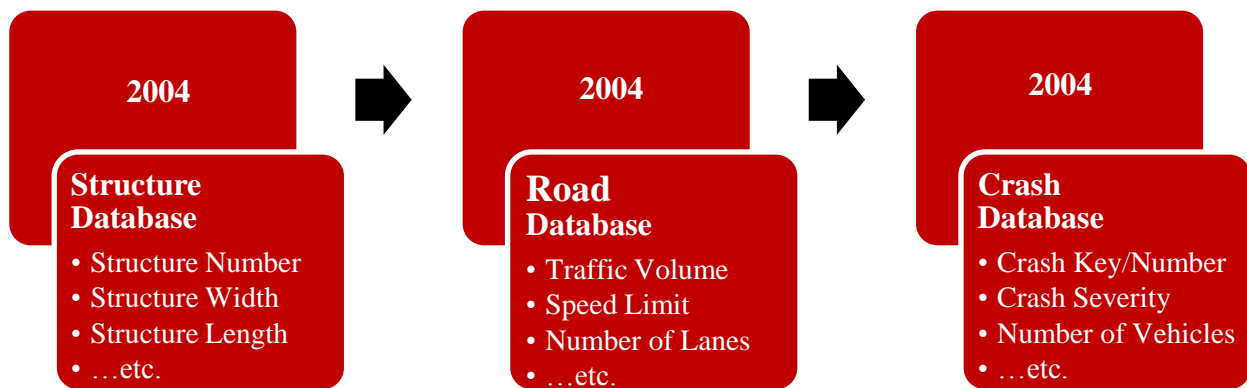 2004
Structure
Database
• Structure Number
• Structure Width
• Structure Length
• …etc.
2004
Road
Database
• Traffic Volume
• Speed Limit
• Number of Lanes
• …etc.
2004
Crash
Database
• Crash Key/Number
• Crash Severity
• Number of Vehicles
• …etc.